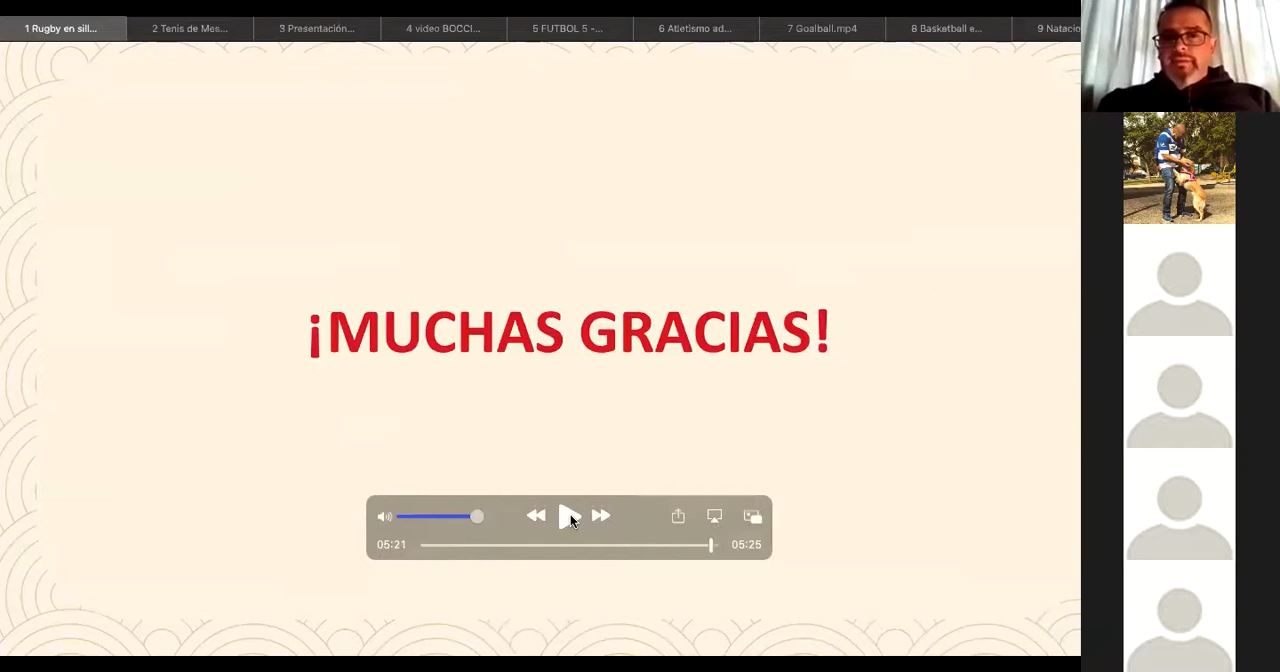 1 Rugby en sill...
2 Tenis de Mes...
3 Presentación...
4 video BOCCI...
5 FUTBOL 5 -...
6 Atletismo ad...
7 Goalball.mp4
8 Basketball e...
9 Natacio
¡MUCHAS GRACIAS!
05:21
05:25